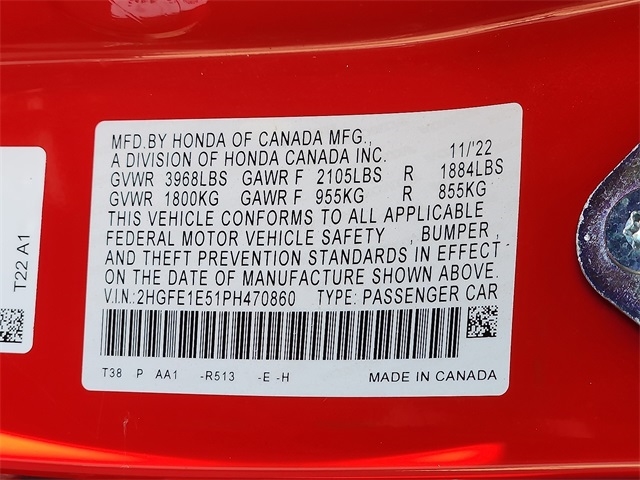 MFD.BY HONDA OF CANADA MFG.,
A DIVISION OF HONDA CANADA INC. 11/'22
GVWR 3968LBS GAWR F 2105LBS R 1884LBS
GVWR 1800KG GAWR F 955KG R 855KG
THIS VEHICLE CONFORMS TO ALL APPLICABLE
FEDERAL MOTOR VEHICLE SAFETY , BUMPER,
AND THEFT PREVENTION STANDARDS IN EFFECT
ON THE DATE OF MANUFACTURE SHOWN ABOVE.
V.I.N.:2HGFE1E51PH470860 TYPE: PASSENGER CAR
T38 P AA1 -R513 -E -H MADE IN CANADA
T22 A1